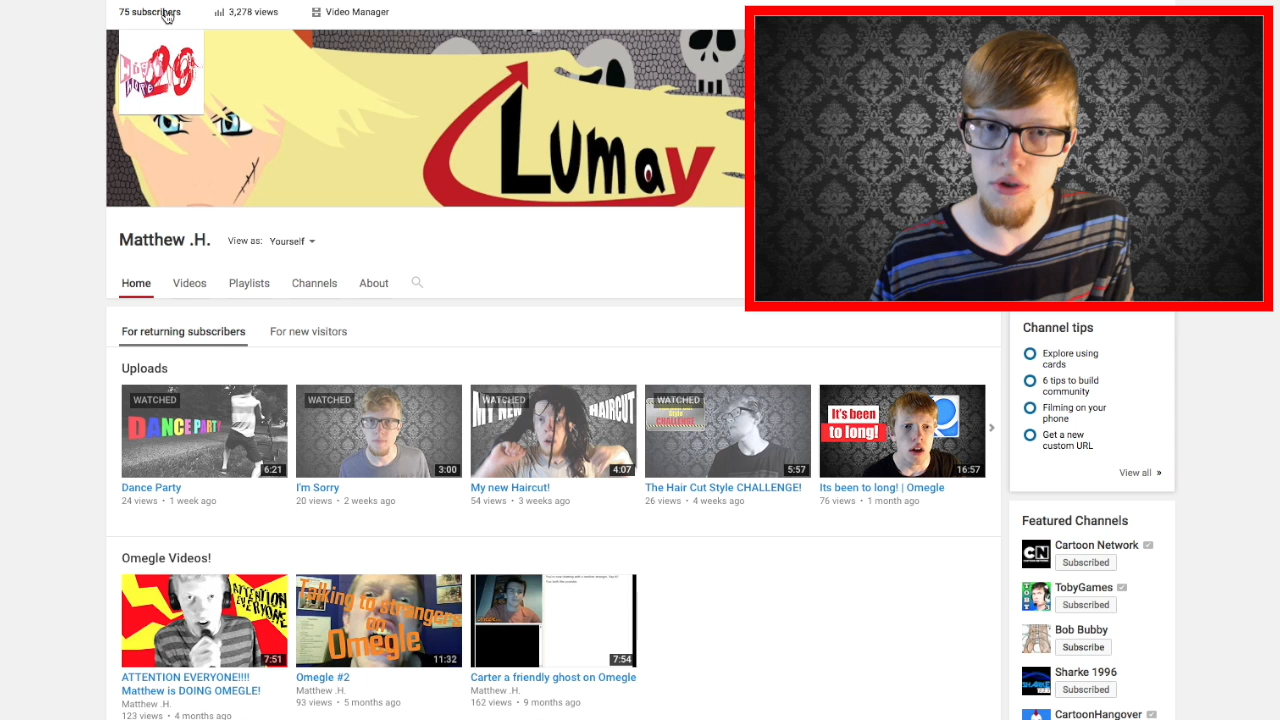 75 subscribers
3,278 views
Video Manager
29
Lumay
Matthew .H.
View as: Yourself
Home
Videos
Playlists
Channels
About
For returning subscribers
For new visitors
Uploads
WATCHED
DANCE PARTY
6:21
Dance Party
24 views • 1 week ago
WATCHED
3:00
I'm Sorry
20 views • 2 weeks ago
WATCHED
MY NEW
HAIRCUT
4:07
My new Haircut!
54 views • 3 weeks ago
WATCHED
Style
CHALLENGE!
5:57
The Hair Cut Style CHALLENGE!
26 views • 4 weeks ago
It's been
to long!
16:57
Its been to long! | Omegle
76 views • 1 month ago
Omegle Videos!
ATTENTION
EVERYONE!!!!
7:51
ATTENTION EVERYONE!!!!
Matthew is DOING OMEGLE!
Matthew .H.
123 views • 4 months ago
Talking to strangers
on
Omegle
11:32
Omegle #2
Matthew .H.
93 views • 5 months ago
7:54
Carter a friendly ghost on Omegle
Matthew .H.
162 views • 9 months ago
Channel tips
Explore using
cards
6 tips to build
community
Filming on your
phone
Get a new
custom URL
View all »
Featured Channels
CN
Cartoon Network
Subscribed
TOBY
TobyGames
Subscribed
Bob Bubby
Subscribe
SHARKE
Sharke 1996
Subscribed
CartoonHangover